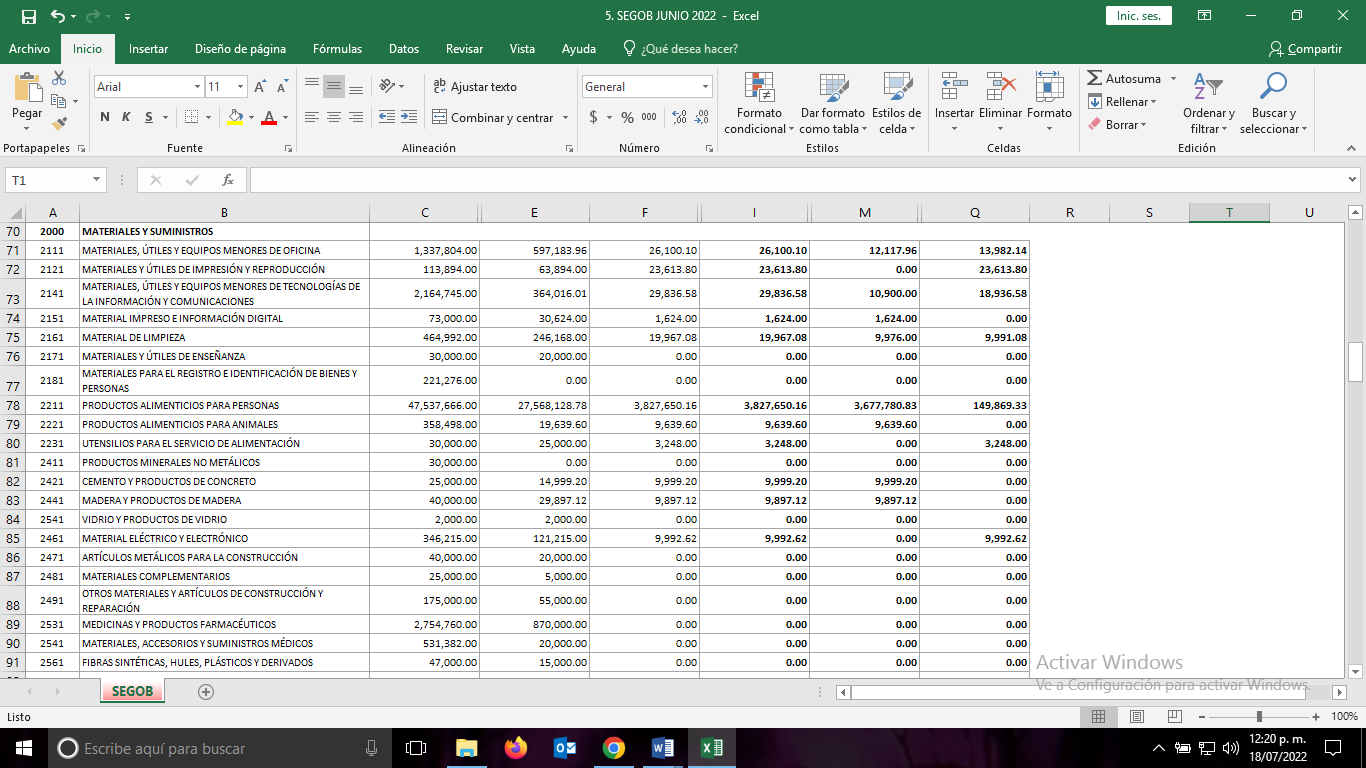 5. SEGOB JUNIO 2022 - Excel
Inic. ses.
Archivo Inicio Insertar Diseño de página Fórmulas Datos Revisar Vista Ayuda ¿Qué desea hacer? Compartir
Pegar
Arial 11
Ajustar texto
General
Formato condicional
Dar formato como tabla
Estilos de celda
Insertar Eliminar Formato
Autosuma
Rellenar
Borrar
Ordenar y filtrar
Buscar y seleccionar
N K S
Combinar y centrar
$ % 000
Portapapeles Fuente Alineación Número Estilos Celdas Edición
T1 fx
A B C E F I M Q R S T U
70 2000 MATERIALES Y SUMINISTROS
71 2111 MATERIALES, ÚTILES Y EQUIPOS MENORES DE OFICINA 1,337,804.00 597,183.96 26,100.10 26,100.10 12,117.96 13,982.14
72 2121 MATERIALES Y ÚTILES DE IMPRESIÓN Y REPRODUCCIÓN 113,894.00 63,894.00 23,613.80 23,613.80 0.00 23,613.80
73 2141 MATERIALES, ÚTILES Y EQUIPOS MENORES DE TECNOLOGÍAS DE
LA INFORMACIÓN Y COMUNICACIONES 2,164,745.00 364,016.01 29,836.58 29,836.58 10,900.00 18,936.58
74 2151 MATERIAL IMPRESO E INFORMACIÓN DIGITAL 73,000.00 30,624.00 1,624.00 1,624.00 1,624.00 0.00
75 2161 MATERIAL DE LIMPIEZA 464,992.00 246,168.00 19,967.08 19,967.08 9,976.00 9,991.08
76 2171 MATERIALES Y ÚTILES DE ENSEÑANZA 30,000.00 20,000.00 0.00 0.00 0.00 0.00
77 2181 MATERIALES PARA EL REGISTRO E IDENTIFICACIÓN DE BIENES Y
PERSONAS 221,276.00 0.00 0.00 0.00 0.00 0.00
78 2211 PRODUCTOS ALIMENTICIOS PARA PERSONAS 47,537,666.00 27,568,128.78 3,827,650.16 3,827,650.16 3,677,780.83 149,869.33
79 2221 PRODUCTOS ALIMENTICIOS PARA ANIMALES 358,498.00 19,639.60 9,639.60 9,639.60 9,639.60 0.00
80 2231 UTENSILIOS PARA EL SERVICIO DE ALIMENTACIÓN 30,000.00 25,000.00 3,248.00 3,248.00 0.00 3,248.00
81 2411 PRODUCTOS MINERALES NO METÁLICOS 30,000.00 0.00 0.00 0.00 0.00 0.00
82 2421 CEMENTO Y PRODUCTOS DE CONCRETO 25,000.00 14,999.20 9,999.20 9,999.20 9,999.20 0.00
83 2441 MADERA Y PRODUCTOS DE MADERA 40,000.00 29,897.12 9,897.12 9,897.12 9,897.12 0.00
84 2541 VIDRIO Y PRODUCTOS DE VIDRIO 2,000.00 2,000.00 0.00 0.00 0.00 0.00
85 2461 MATERIAL ELÉCTRICO Y ELECTRÓNICO 346,215.00 121,215.00 9,992.62 9,992.62 0.00 9,992.62
86 2471 ARTÍCULOS METÁLICOS PARA LA CONSTRUCCIÓN 40,000.00 20,000.00 0.00 0.00 0.00 0.00
87 2481 MATERIALES COMPLEMENTARIOS 25,000.00 5,000.00 0.00 0.00 0.00 0.00
88 2491 OTROS MATERIALES Y ARTÍCULOS DE CONSTRUCCIÓN Y
REPARACIÓN 175,000.00 55,000.00 0.00 0.00 0.00 0.00
89 2531 MEDICINAS Y PRODUCTOS FARMACÉUTICOS 2,754,760.00 870,000.00 0.00 0.00 0.00 0.00
90 2541 MATERIALES, ACCESORIOS Y SUMINISTROS MÉDICOS 531,382.00 20,000.00 0.00 0.00 0.00 0.00
91 2561 FIBRAS SINTÉTICAS, HULES, PLÁSTICOS Y DERIVADOS 47,000.00 15,000.00 0.00 0.00 0.00 0.00
Activar Windows
Ve a Configuración para activar Windows.
SEGOB
Listo 100%
Escribe aquí para buscar
12:20 p. m.
18/07/2022